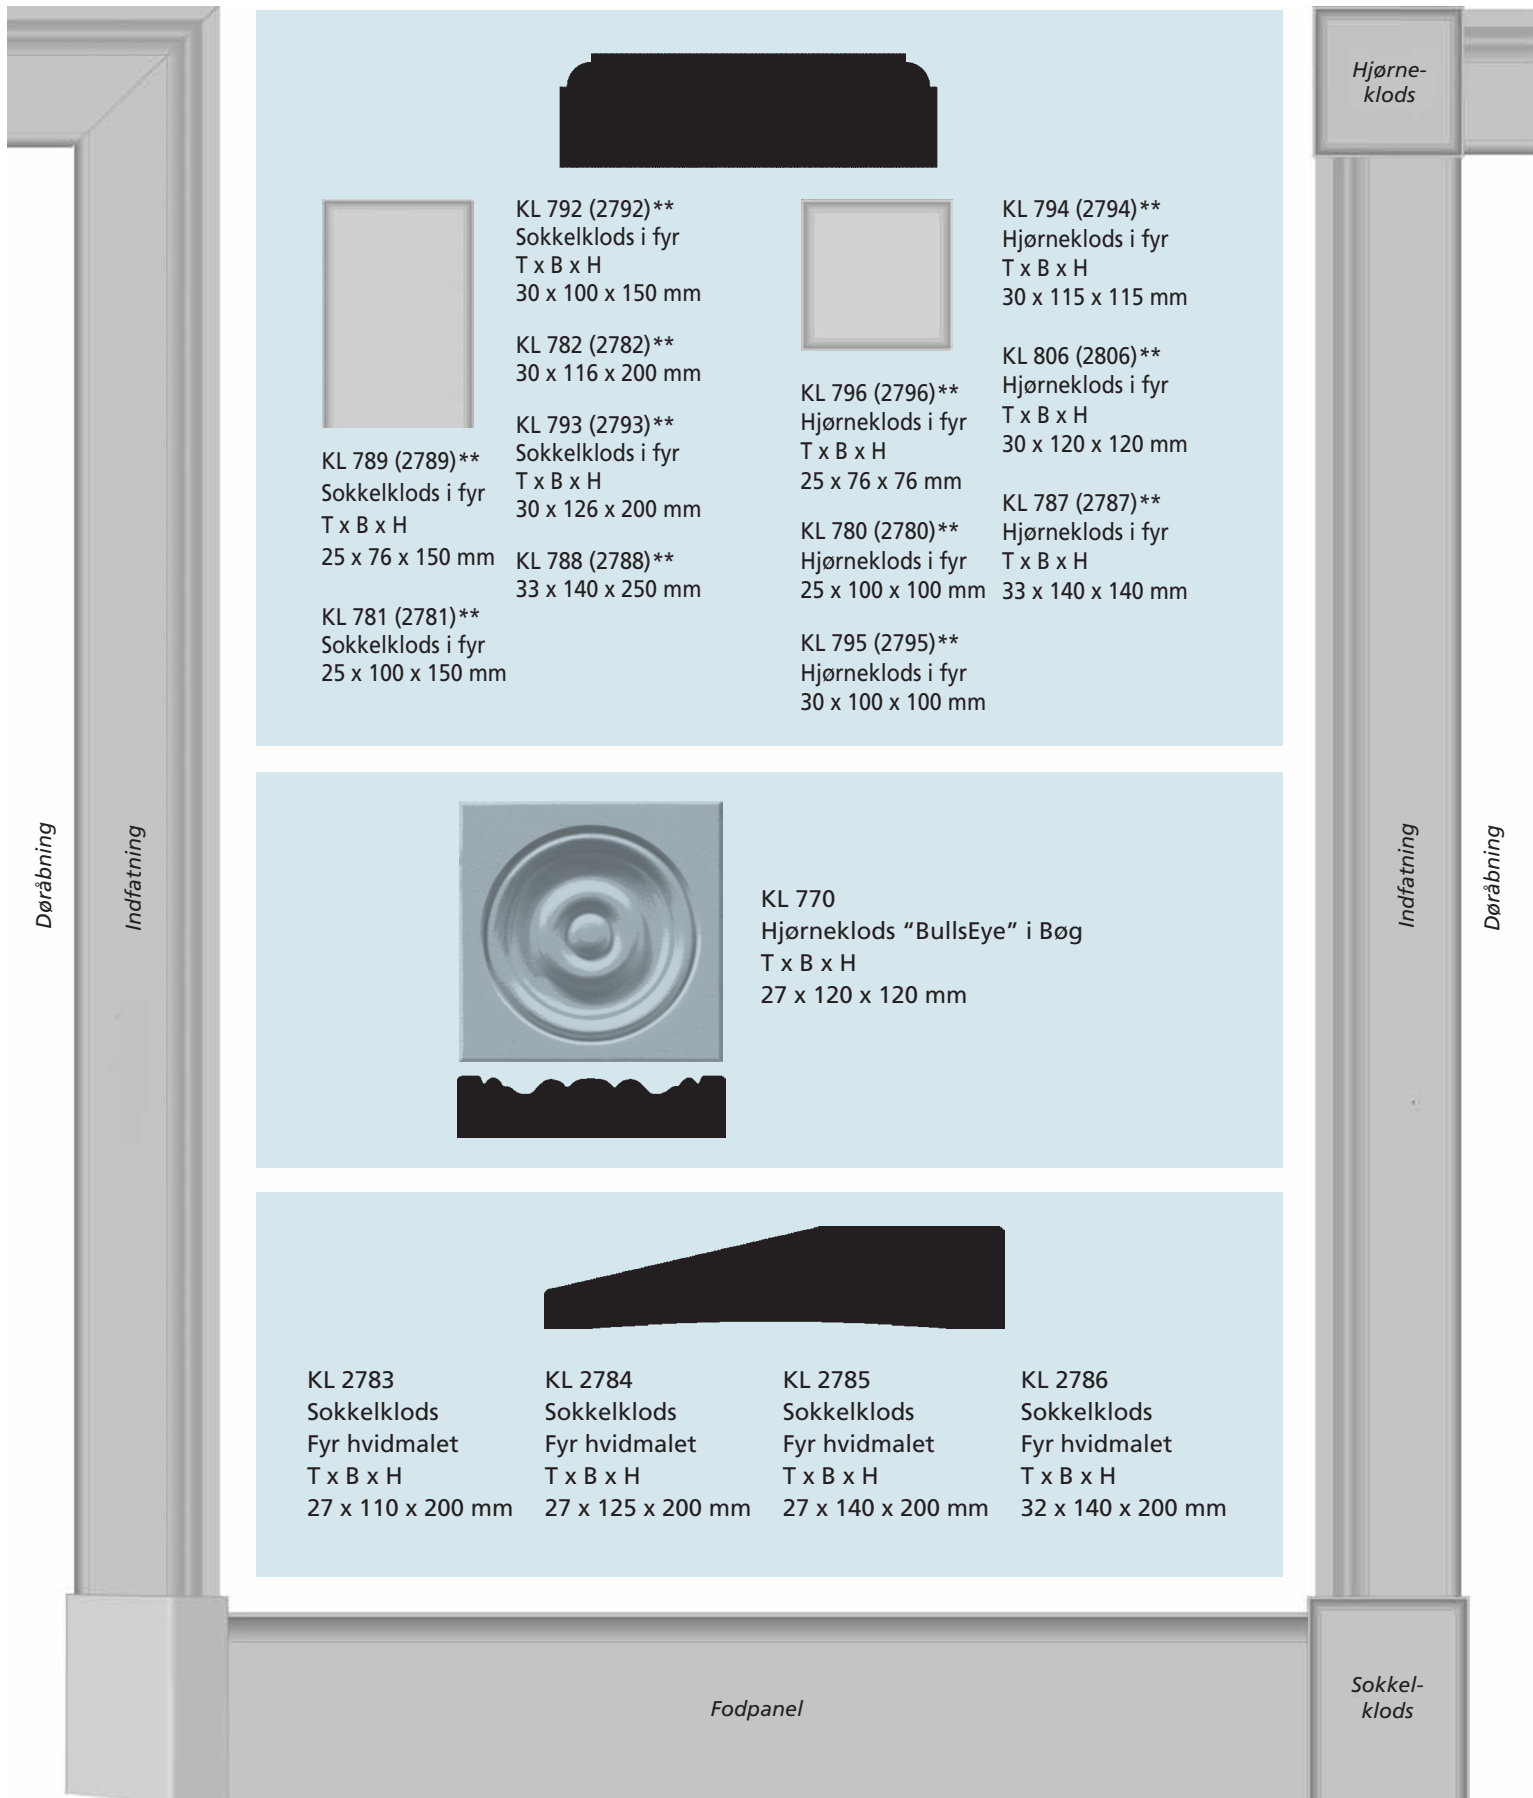 Hjørne-
klods
KL 789 (2789)**
Sokkelklods i fyr
T x B x H
25 x 76 x 150 mm
KL 781 (2781)**
Sokkelklods i fyr
25 x 100 x 150 mm
KL 792 (2792)**
Sokkelklods i fyr
T x B x H
30 x 100 x 150 mm
KL 782 (2782)**
30 x 116 x 200 mm
KL 793 (2793)**
Sokkelklods i fyr
T x B x H
30 x 126 x 200 mm
KL 788 (2788)**
33 x 140 x 250 mm
KL 796 (2796)**
Hjørneklods i fyr
T x B x H
25 x 76 x 76 mm
KL 780 (2780)**
Hjørneklods i fyr
25 x 100 x 100 mm
KL 795 (2795)**
Hjørneklods i fyr
30 x 100 x 100 mm
KL 794 (2794)**
Hjørneklods i fyr
T x B x H
30 x 115 x 115 mm
KL 806 (2806)**
Hjørneklods i fyr
T x B x H
30 x 120 x 120 mm
KL 787 (2787)**
Hjørneklods i fyr
T x B x H
33 x 140 x 140 mm
Døråbning
Indfatning
KL 770
Hjørneklods “BullsEye” i Bøg
T x B x H
27 x 120 x 120 mm
Indfatning
Døråbning
KL 2783
Sokkelklods
Fyr hvidmalet
T x B x H
27 x 110 x 200 mm
KL 2784
Sokkelklods
Fyr hvidmalet
T x B x H
27 x 125 x 200 mm
KL 2785
Sokkelklods
Fyr hvidmalet
T x B x H
27 x 140 x 200 mm
KL 2786
Sokkelklods
Fyr hvidmalet
T x B x H
32 x 140 x 200 mm
Fodpanel
Sokkel-
klods